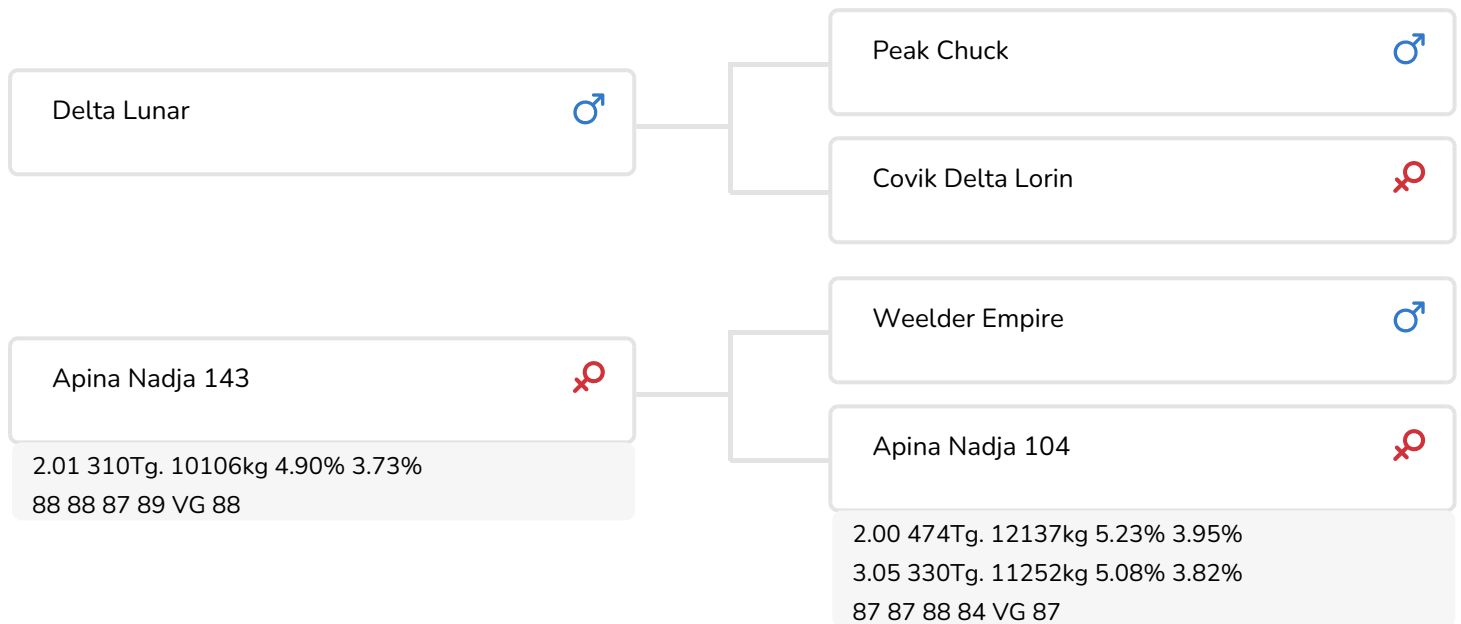 Peak Chuck
Delta Lunar
Covik Delta Lorin
Weelder Empire
Apina Nadja 143
2.01 310Tg. 10106kg 4.90% 3.73%
88 88 87 89 VG 88
Apina Nadja 104
2.00 474Tg. 12137kg 5.23% 3.95%
3.05 330Tg. 11252kg 5.08% 3.82%
87 87 88 84 VG 87